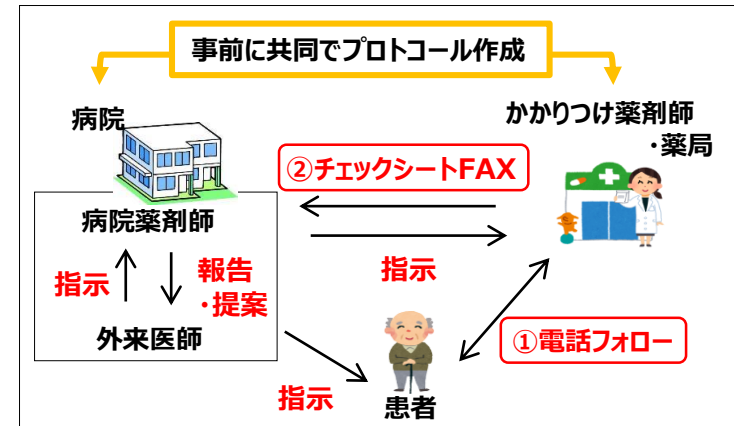 事前に共同でプロトコール作成
病院
かかりつけ薬剤師
・薬局
②チェックシートFAX
病院薬剤師
指示
報告
・提案
指示
外来医師
①電話フォロー
指示
患者